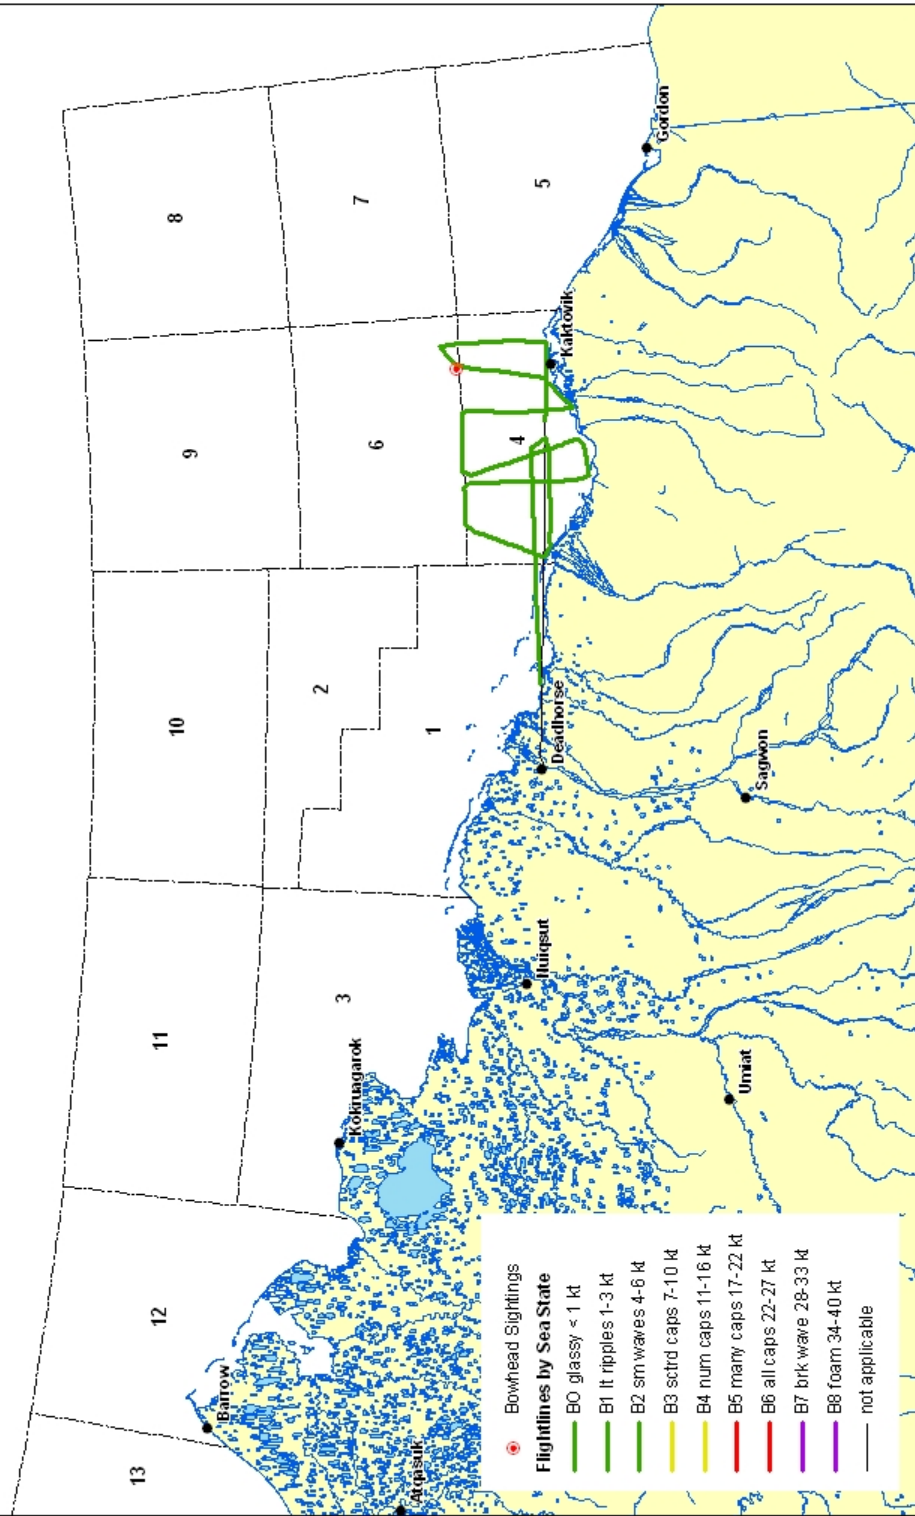 13
12
11
10
9
8
3
2
6
7
1
4
5
Barrow
Atqasuk
Kokruagarok
Nuiqsut
Umiat
Deadhorse
Sagwon
Kaktovik
Gordon
Bowhead Sightings
Flightlines by Sea State
B0 glassy < 1 kt
B1 lt ripples 1-3 kt
B2 sm waves 4-6 kt
B3 sctrd caps 7-10 kt
B4 num caps 11-16 kt
B5 many caps 17-22 kt
B6 all caps 22-27 kt
B7 brk wave 28-33 kt
B8 foam 34-40 kt
not applicable